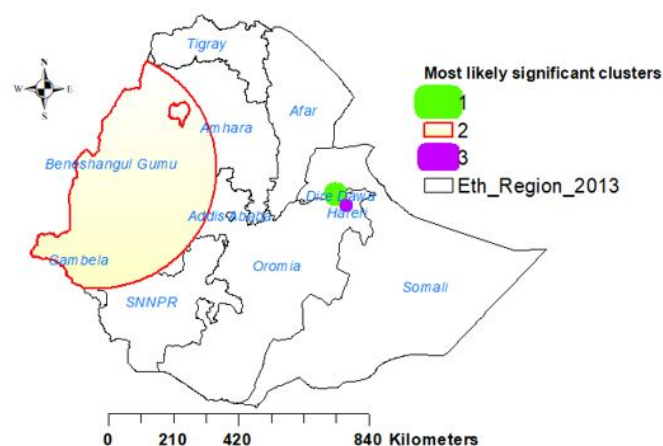 Tigray
N
W E
S
Most likely significant clusters
1
Afar
Amhara
2
Beneshangul Gumu
3
Eth_Region_2013
Dire Dawa
Addis Ababa
Hareri
Gambela
Oromia
Somali
SNNPR
0 210 420 840 Kilometers